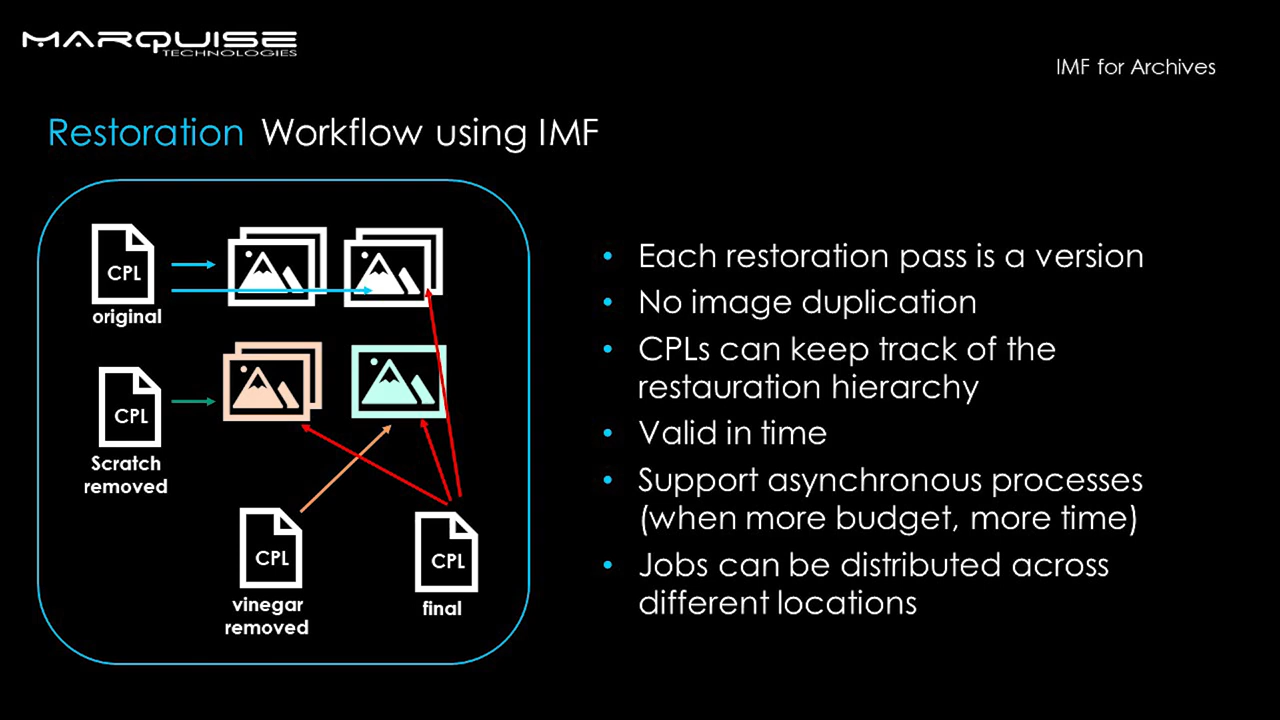 MARQUISE
TECHNOLOGIES
IMF for Archives
Restoration Workflow using IMF
CPL
original
CPL
Scratch
removed
CPL
vinegar
removed
CPL
final
• Each restoration pass is a version
• No image duplication
• CPLs can keep track of the
restauration hierarchy
• Valid in time
• Support asynchronous processes
(when more budget, more time)
• Jobs can be distributed across
different locations